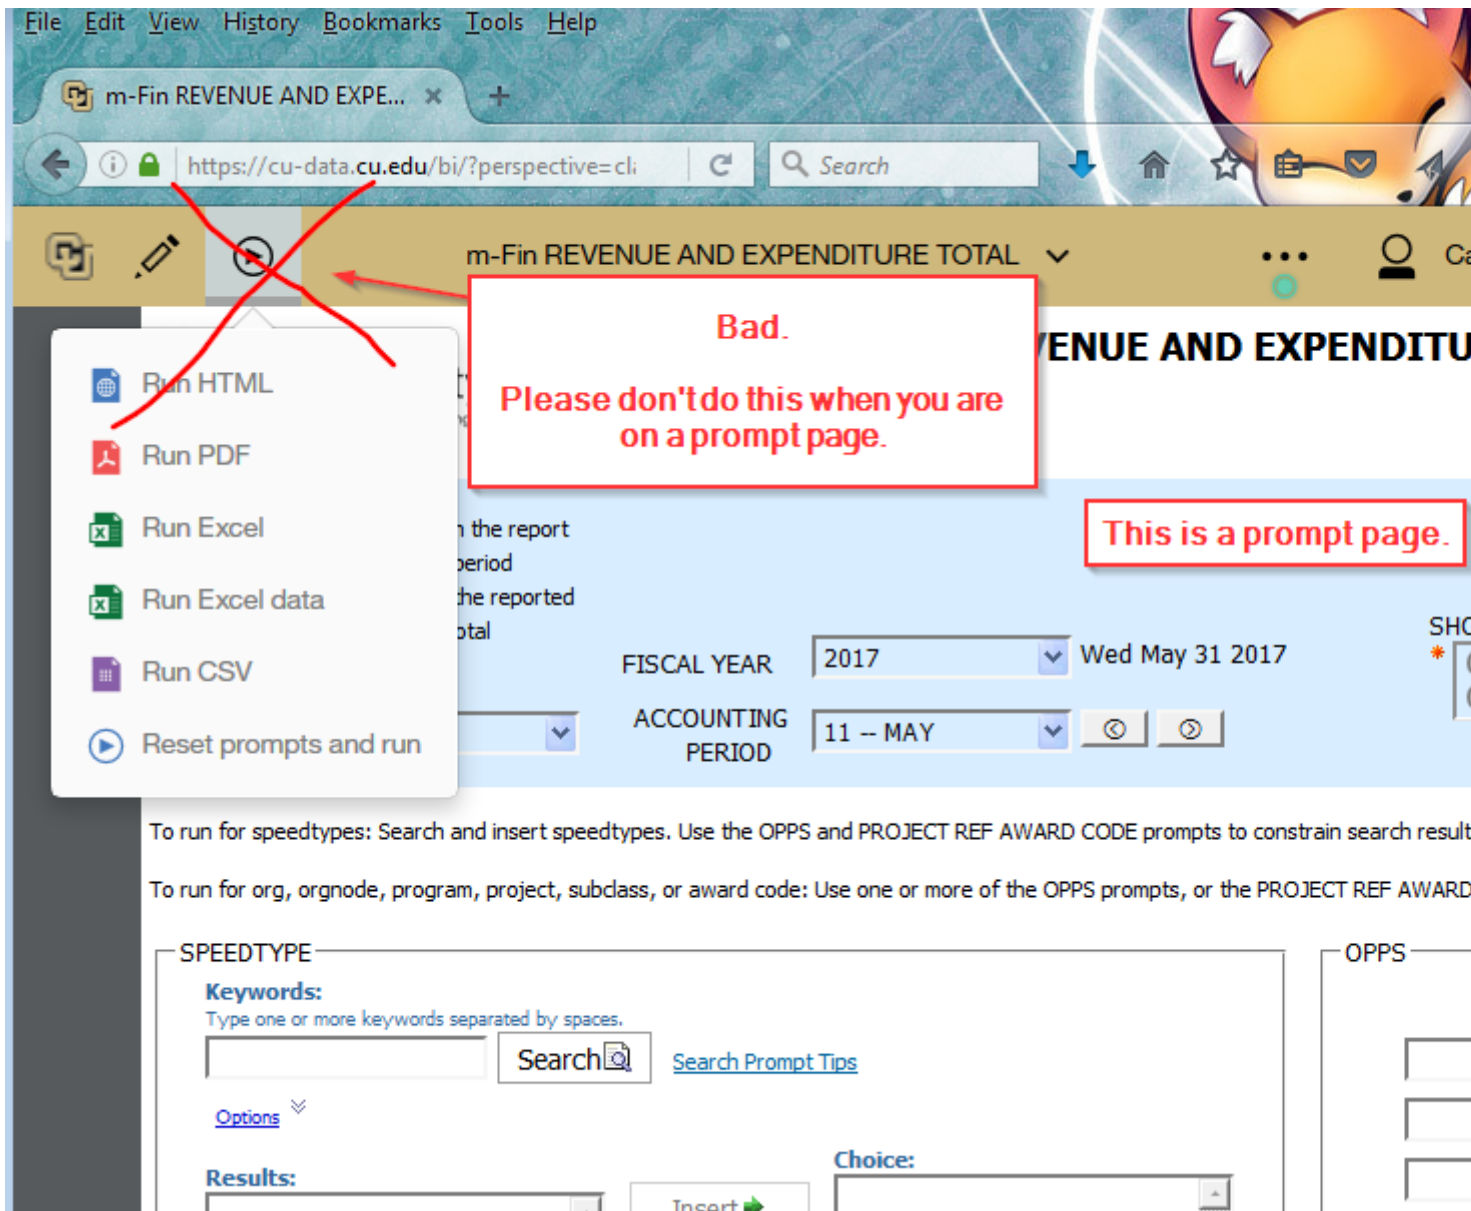 File Edit View History Bookmarks Tools Help
m-Fin REVENUE AND EXPE...
https://cu-data.cu.edu/bi/?perspective=cl
Search
m-Fin REVENUE AND EXPENDITURE TOTAL
Bad.
Please don't do this when you are
on a prompt page.
Run HTML
Run PDF
Run Excel
Run Excel data
Run CSV
Reset prompts and run
AND EXPENDITU
This is a prompt page.
the report
period
the reported
FISCAL YEAR 2017 Wed May 31 2017
ACCOUNTING
PERIOD
11 -- MAY
To run for speedtypes: Search and insert speedtypes. Use the OPPS and PROJECT REF AWARD CODE prompts to constrain search result
To run for org, orgnode, program, project, subclass, or award code: Use one or more of the OPPS prompts, or the PROJECT REF AWARD
SPEEDTYPE
OPPS
Keywords:
Type one or more keywords separated by spaces.
Search
Search Prompt Tips
Options
Results:
Insert
Choice: